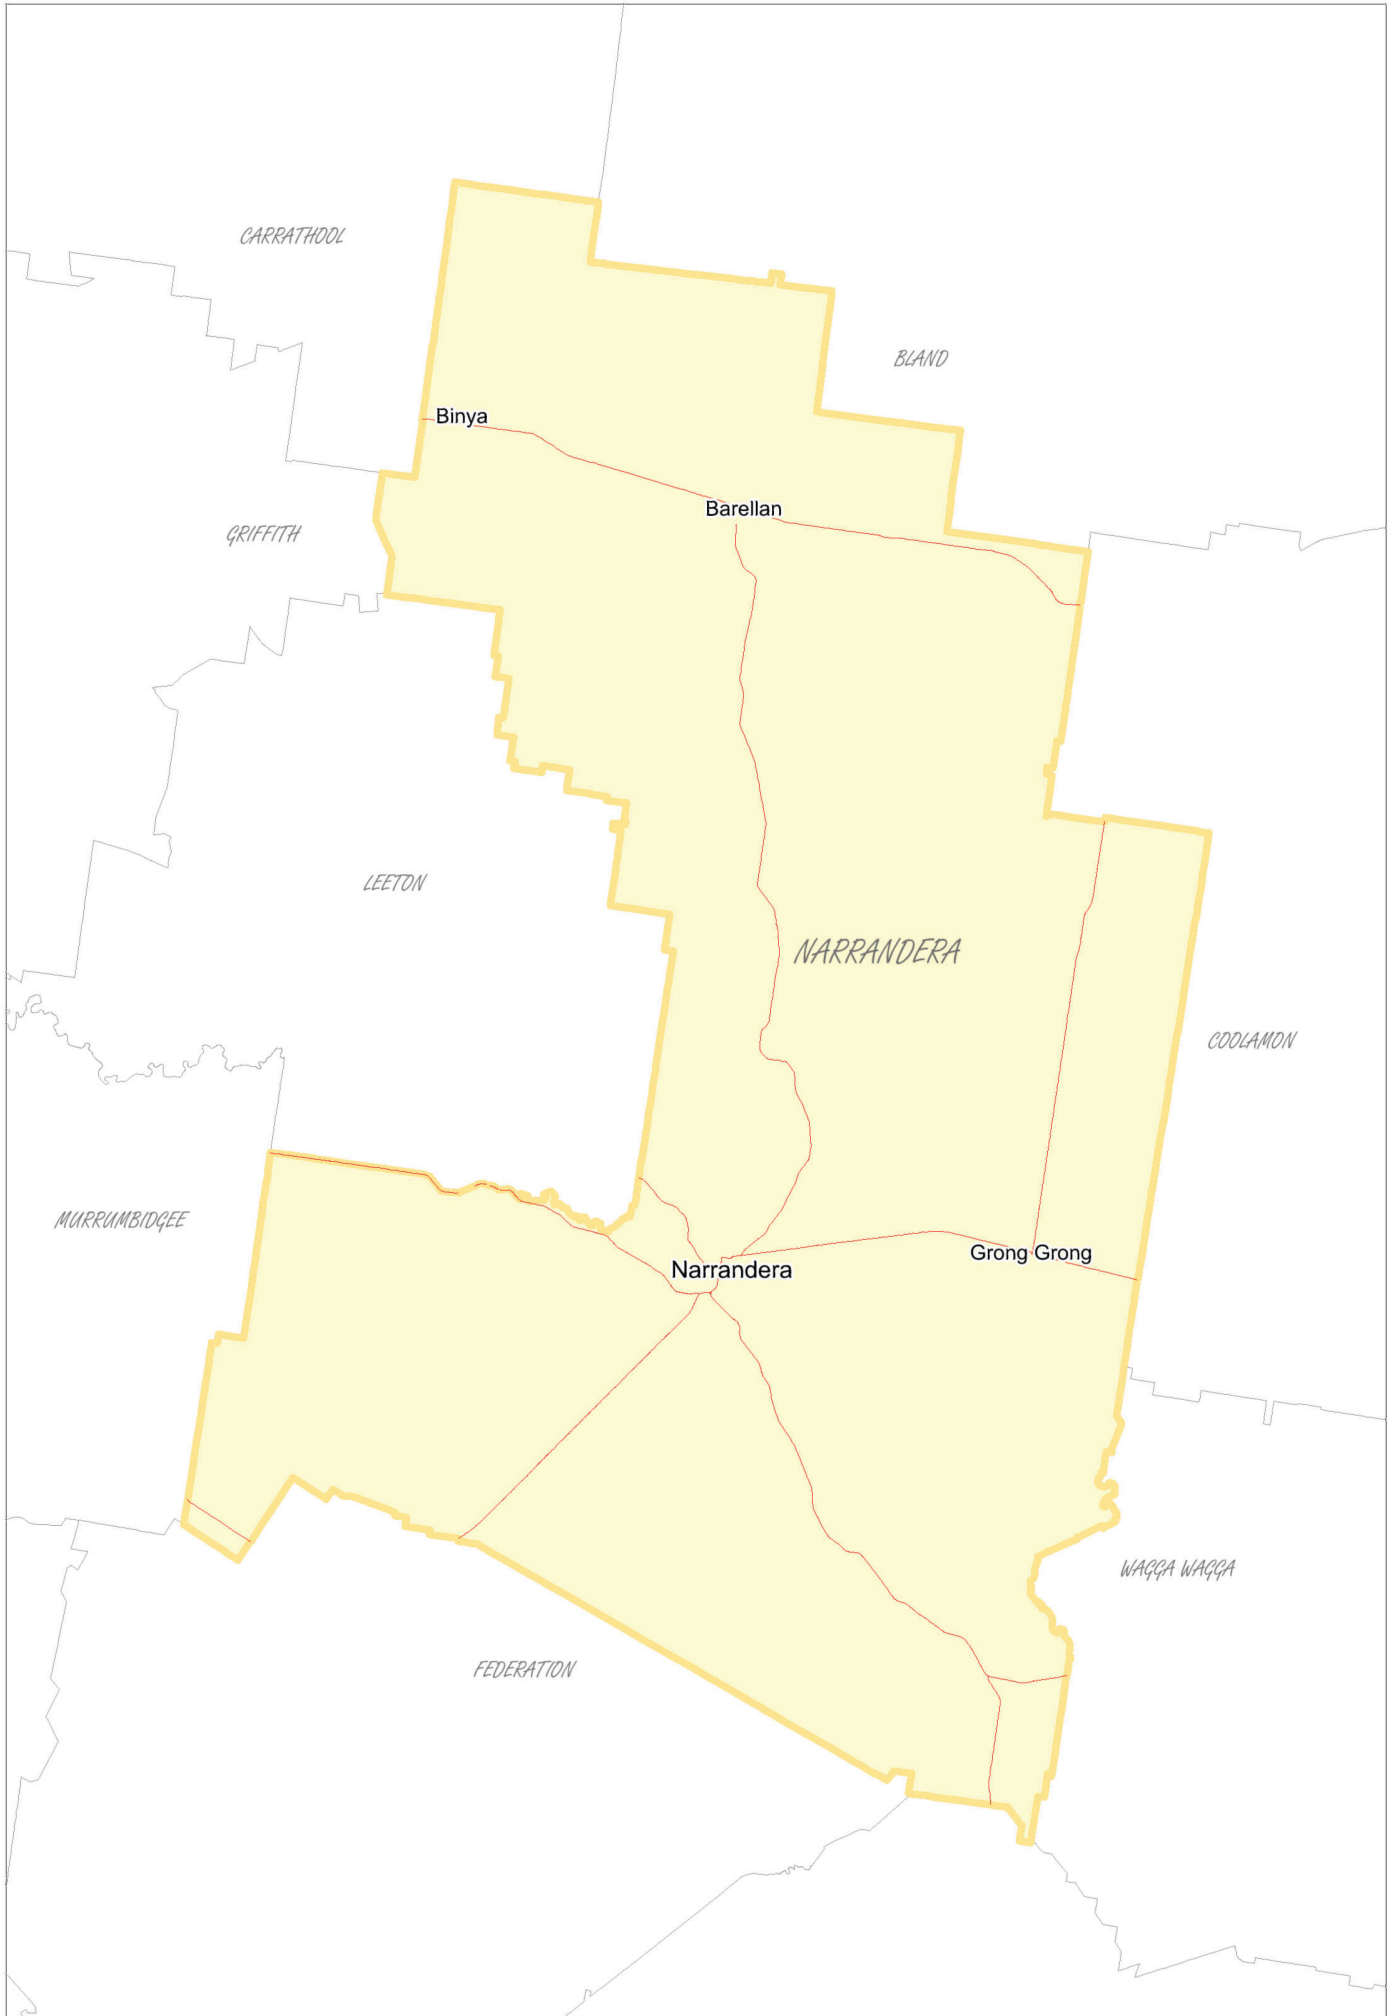 CARRATHOOL
BLAND
Binya
Barellan
GRIFFITH
LEETON
NARRANDERA
COOLAMON
MURRUMBIDGEE
Grong Grong
Narrandera
WAGGA WAGGA
FEDERATION